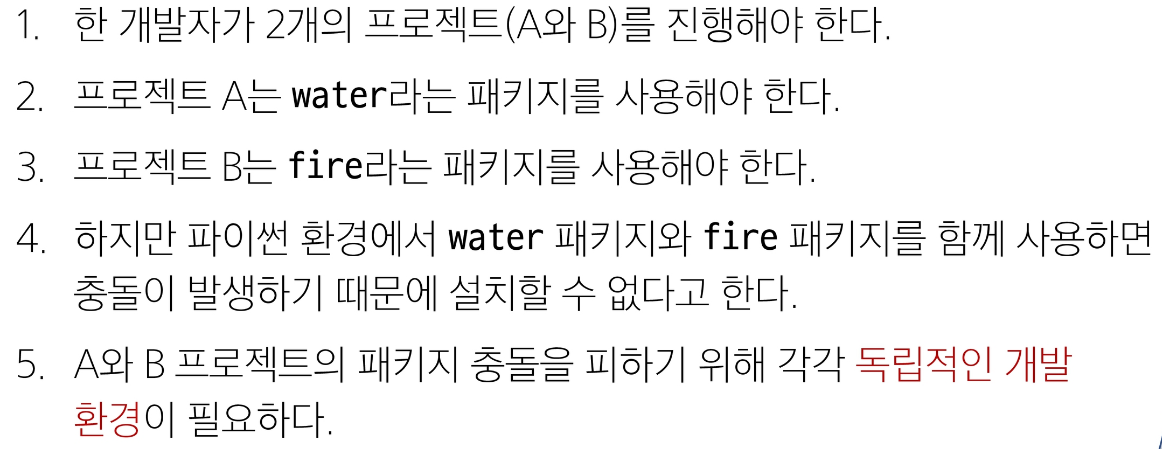 1. 한 개발자가 2개의 프로젝트(A와 B)를 진행해야 한다.
2. 프로젝트 A는 water라는 패키지를 사용해야 한다.
3. 프로젝트 B는 fire라는 패키지를 사용해야 한다.
4. 하지만 파이썬 환경에서 water 패키지와 fire 패키지를 함께 사용하면
충돌이 발생하기 때문에 설치할 수 없다고 한다.
5. A와 B 프로젝트의 패키지 충돌을 피하기 위해 각각 독립적인 개발
환경이 필요하다.